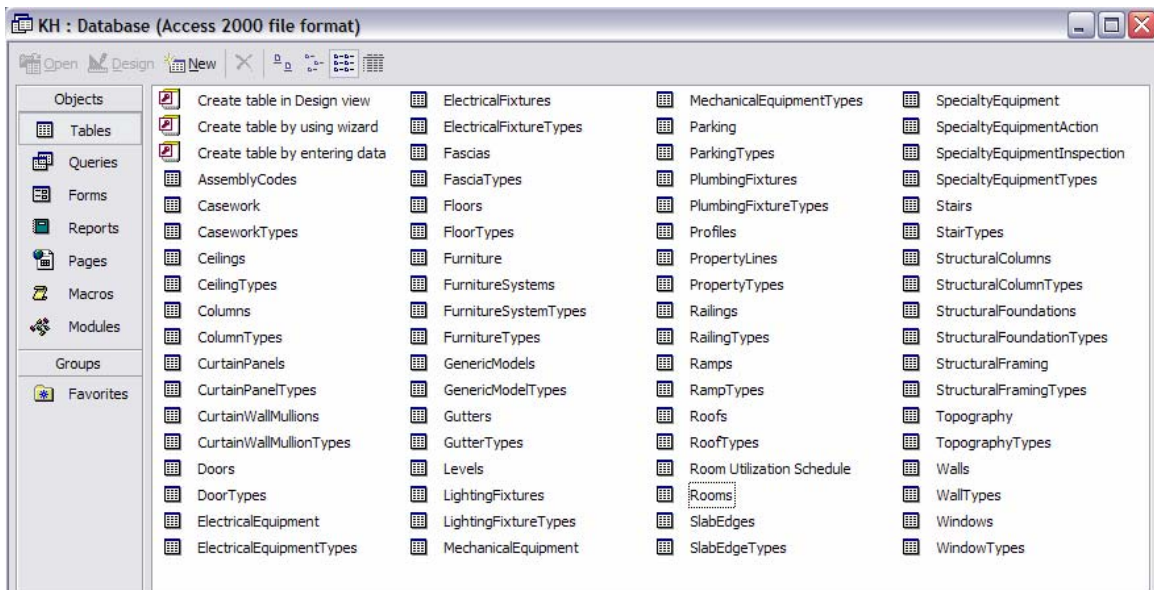 KH : Database (Access 2000 file format)
Open Design New
Objects
Tables
Queries
Forms
Reports
Pages
Macros
Modules
Groups
Favorites
Create table in Design view
Create table by using wizard
Create table by entering data
AssemblyCodes
Casework
CaseworkTypes
Ceilings
CeilingTypes
Columns
ColumnTypes
CurtainPanels
CurtainPanelTypes
CurtainWallMullions
CurtainWallMullionTypes
Doors
DoorTypes
ElectricalEquipment
ElectricalEquipmentTypes
ElectricalFixtures
ElectricalFixtureTypes
Fascias
FasciaTypes
Floors
FloorTypes
Furniture
FurnitureSystems
FurnitureSystemTypes
FurnitureTypes
GenericModels
GenericModelTypes
Gutters
GutterTypes
Levels
LightingFixtures
LightingFixtureTypes
MechanicalEquipment
MechanicalEquipmentTypes
Parking
ParkingTypes
PlumbingFixtures
PlumbingFixtureTypes
Profiles
PropertyLines
PropertyTypes
Railings
RailingTypes
Ramps
RampTypes
Roofs
RoofTypes
Room Utilization Schedule
Rooms
SlabEdges
SlabEdgeTypes
SpecialtyEquipment
SpecialtyEquipmentAction
SpecialtyEquipmentInspection
SpecialtyEquipmentTypes
Stairs
StairTypes
StructuralColumns
StructuralColumnTypes
StructuralFoundations
StructuralFoundationTypes
StructuralFraming
StructuralFramingTypes
Topography
TopographyTypes
Walls
WallTypes
Windows
WindowTypes